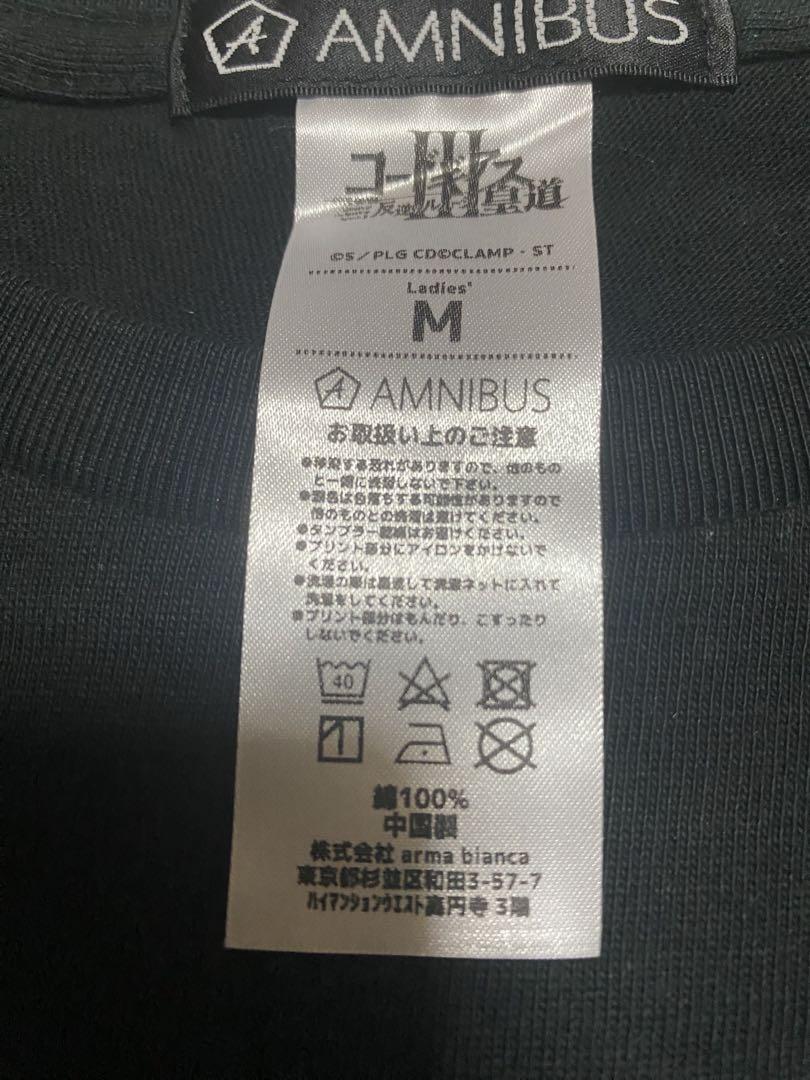 AMNIBUS
コードギアス
III
反逆のルルーシュ 皇道
©S／PLG CD©CLAMP・ST
Ladies'
M
AMNIBUS
お取扱い上のご注意
●移染する恐れがありますので、他のもの
と一緒に洗濯しないで下さい。
●濃色は色落ちする可能性がありますので
他のものとの洗濯は避けてください。
●タンブラー乾燥はお避けください。
●プリント部分にアイロンをかけないで
ください。
●洗濯の際は裏返して洗濯ネットに入れて
洗濯をしてください。
●プリント部分はもんだり、こすったり
しないでください。
40
綿100%
中国製
株式会社 arma bianca
東京都杉並区和田3-57-7
ハイマンションウエスト高円寺 3階